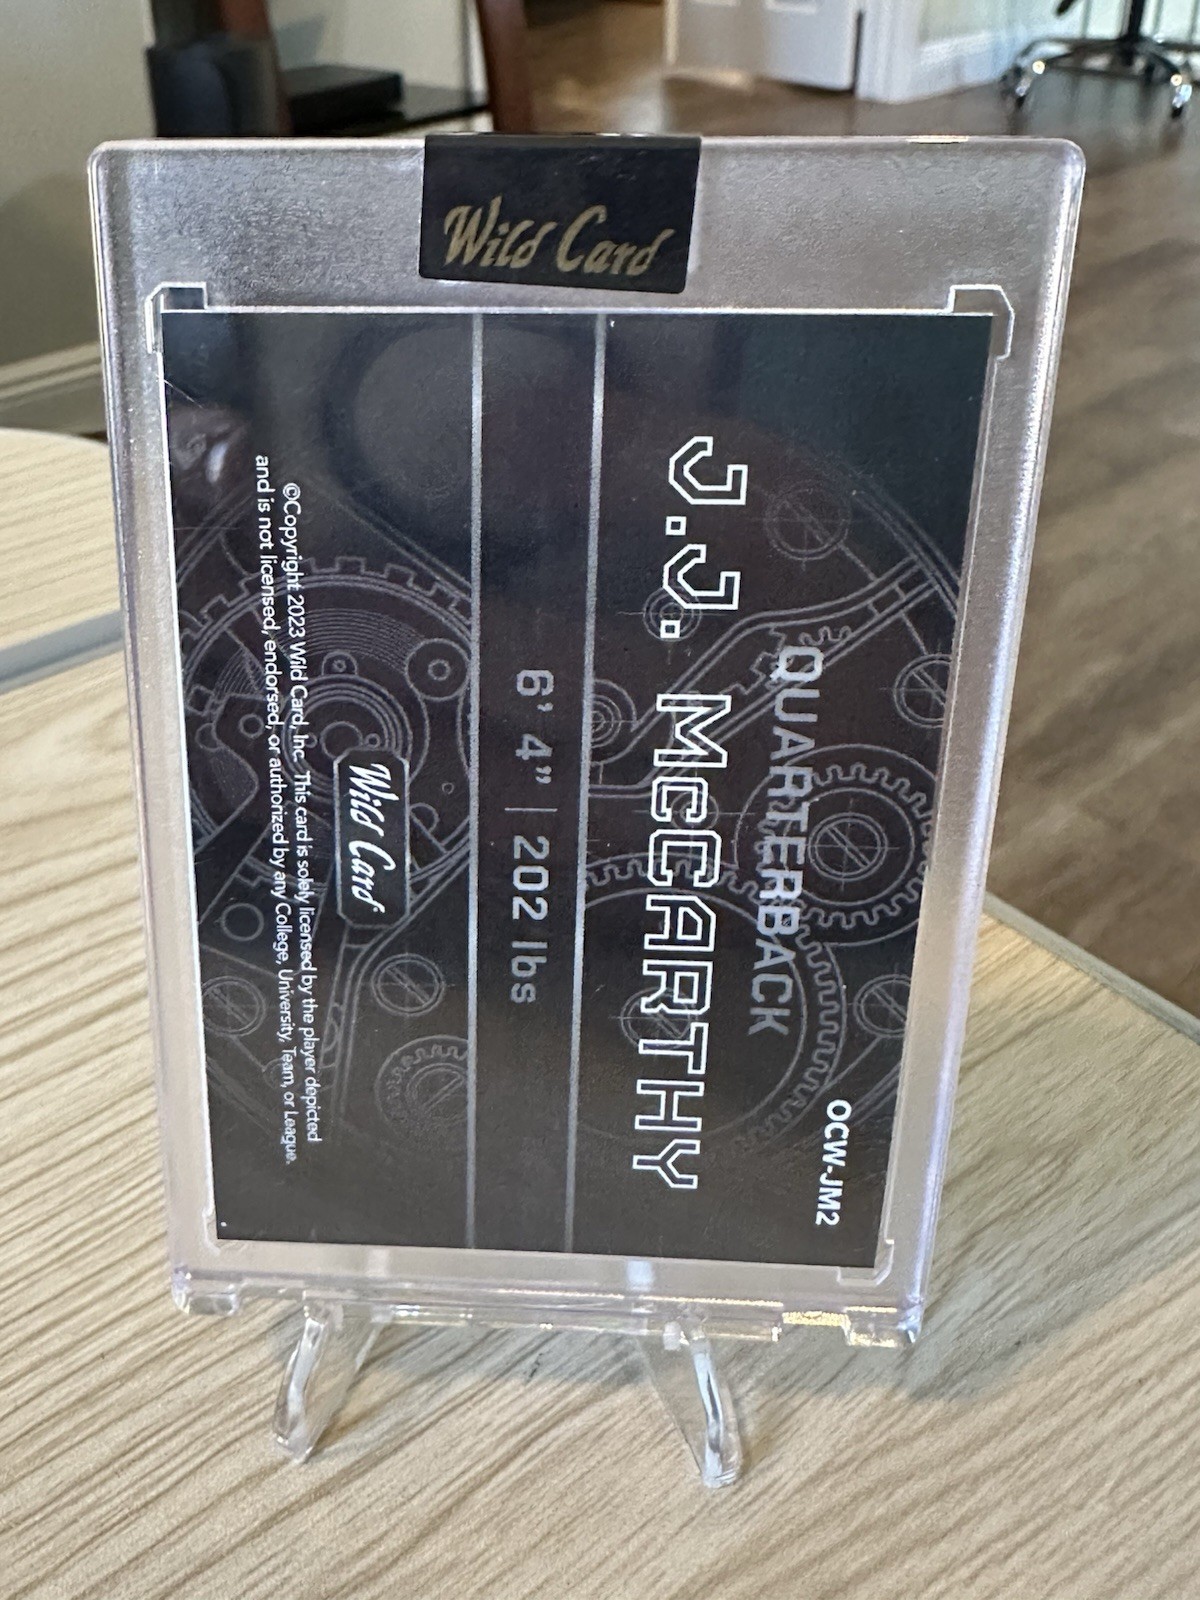 Wild Card
OCW-JM2
QUARTERBACK
J.J. McCARTHY
6' 4" | 202 lbs
Wild Card
©Copyright 2023 Wild Card, Inc. This card is solely licensed by the player depicted
and is not licensed, endorsed, or authorized by any College, University, Team, or League.